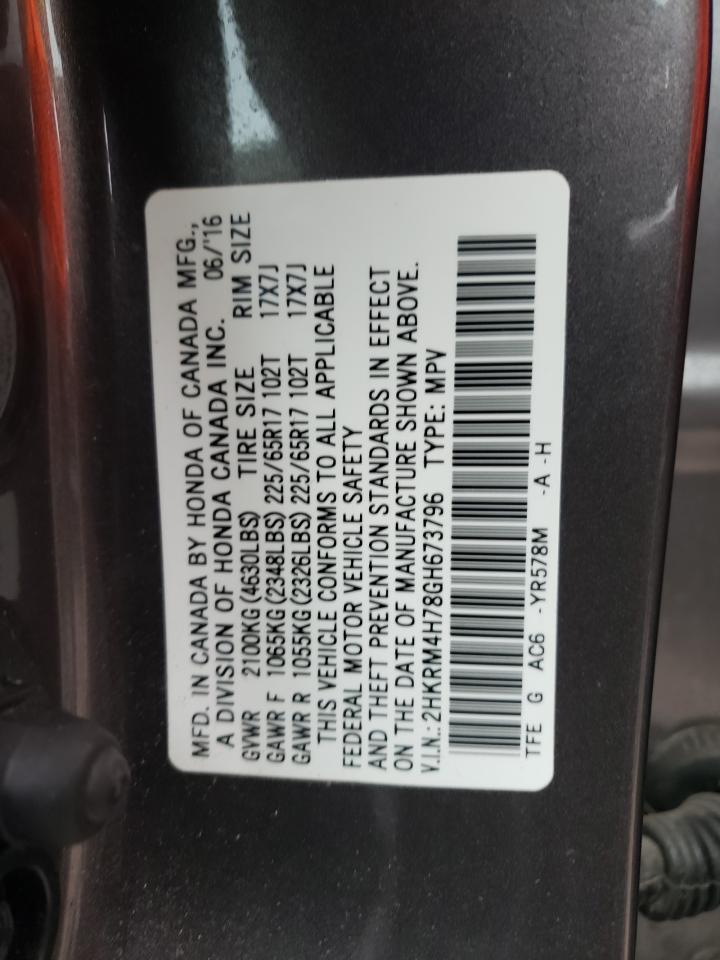 MFD. IN CANADA BY HONDA OF CANADA MFG.,
A DIVISION OF HONDA CANADA INC. 06/'16
GVWR 2100KG (4630LBS) TIRE SIZE RIM SIZE
GAWR F 1065KG (2348LBS) 225/65R17 102T 17X7J
GAWR R 1055KG (2326LBS) 225/65R17 102T 17X7J
THIS VEHICLE CONFORMS TO ALL APPLICABLE
FEDERAL MOTOR VEHICLE SAFETY
AND THEFT PREVENTION STANDARDS IN EFFECT
ON THE DATE OF MANUFACTURE SHOWN ABOVE.
V.I.N.:2HKRM4H78GH673796 TYPE: MPV
TFE G AC6 -YR578M -A -H